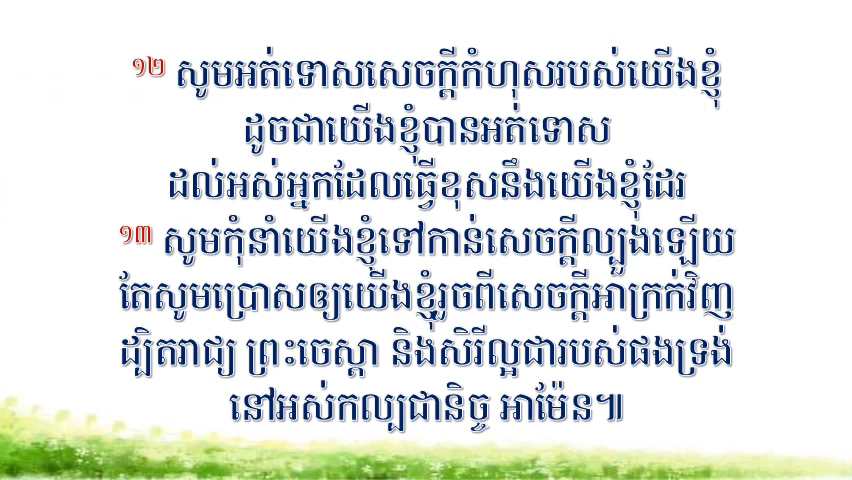 ១២ សូមអត់ទោសសេចក្ដីកំហុសរបស់យើងខ្ញុំ
ដូចជាយើងខ្ញុំបានអត់ទោស
ដល់អស់អ្នកដែលធ្វើខុសនឹងយើងខ្ញុំដែរ
១៣ សូមកុំនាំយើងខ្ញុំទៅកាន់សេចក្ដីល្បួងឡើយ
តែសូមប្រោសឲ្យយើងខ្ញុំរួចពីសេចក្ដីអាក្រក់វិញ
ដ្បិតរាជ្យ ព្រះចេស្ដា និងសិរីល្អជារបស់ផងទ្រង់
នៅអស់កល្បជានិច្ច អាម៉ែន៕